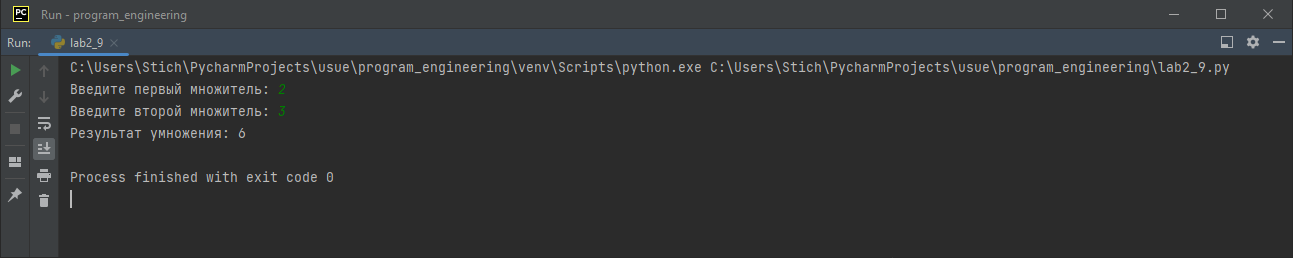 PC Run - program_engineering
Run: lab2_9
C:\Users\Stich\PycharmProjects\usue\program_engineering\venv\Scripts\python.exe C:\Users\Stich\PycharmProjects\usue\program_engineering\lab2_9.py
Введите первый множитель: 2
Введите второй множитель: 3
Результат умножения: 6
Process finished with exit code 0